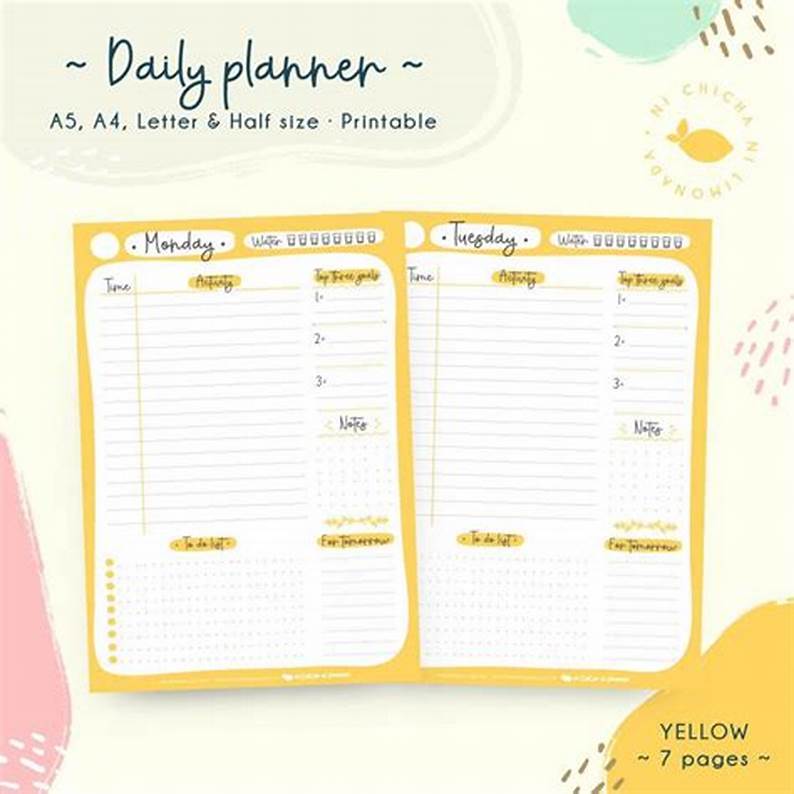 ~ Daily planner ~
A5, A4, Letter & Half size · Printable
NI CHICHA NI LIMONADA ·
· Monday ·
Water
Time
Activity
Top three goals
1·
2·
3·
Notes
· To do list ·
For Tomorrow
· Tuesday ·
Water
Time
Activity
Top three goals
1·
2·
3·
Notes
· To do list ·
For Tomorrow
YELLOW
~ 7 pages ~